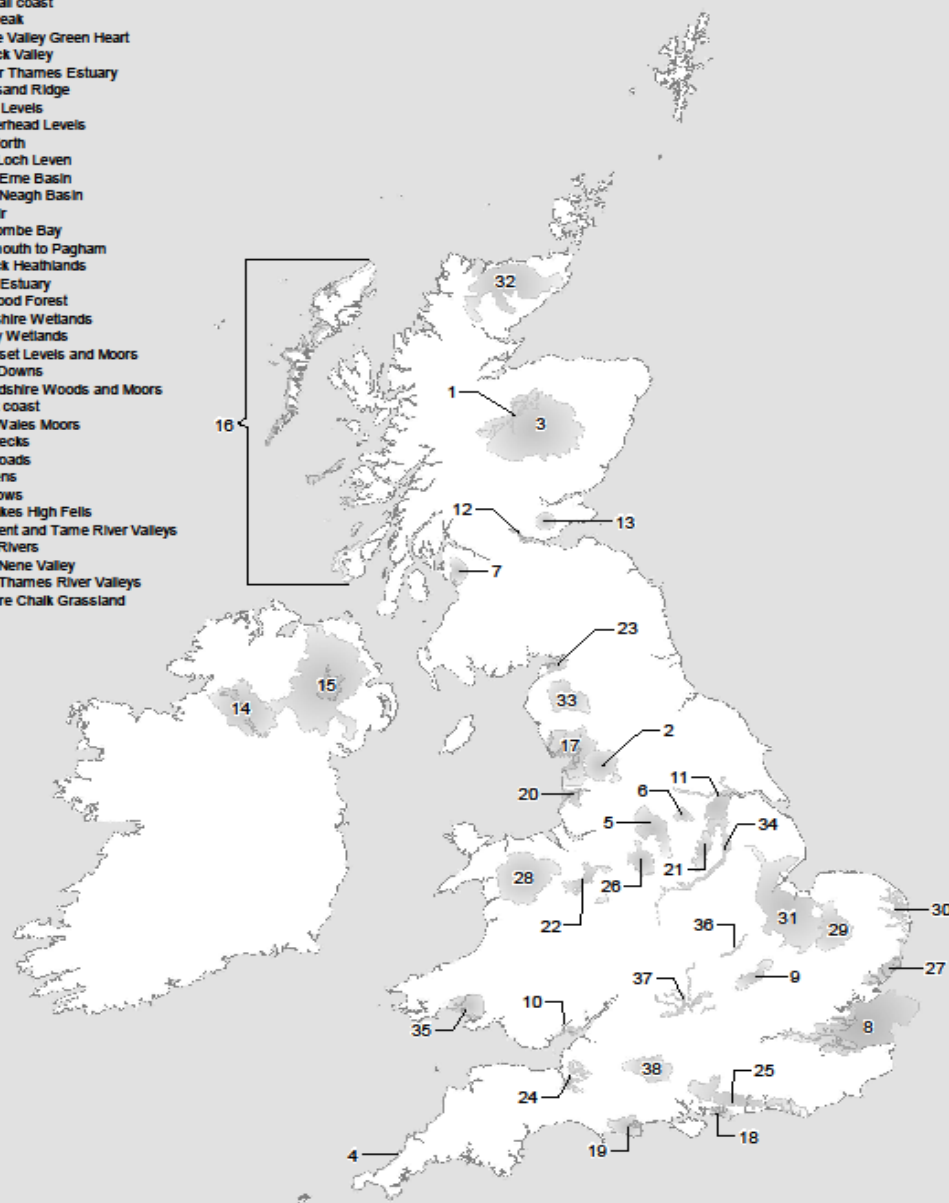 all coast
eak
e Valley Green Heart
ck Valley
r Thames Estuary
sand Ridge
Levels
erhead Levels
orth
Loch Leven
Erne Basin
Neagh Basin
r
ombe Bay
outh to Pagham
ck Heathlands
Estuary
ood Forest
shire Wetlands
y Wetlands
set Levels and Moors
Downs
dshire Woods and Moors
coast
Wales Moors
ecks
oads
ens
ows
kes High Fells
ent and Tame River Valleys
Rivers
Nene Valley
Thames River Valleys
re Chalk Grassland
32
1
3
16
12
13
7
23
15
14
33
17
2
11
20
6
5
34
28
26
21
22
31
29
30
36
27
9
37
35
10
8
38
25
24
18
19
4